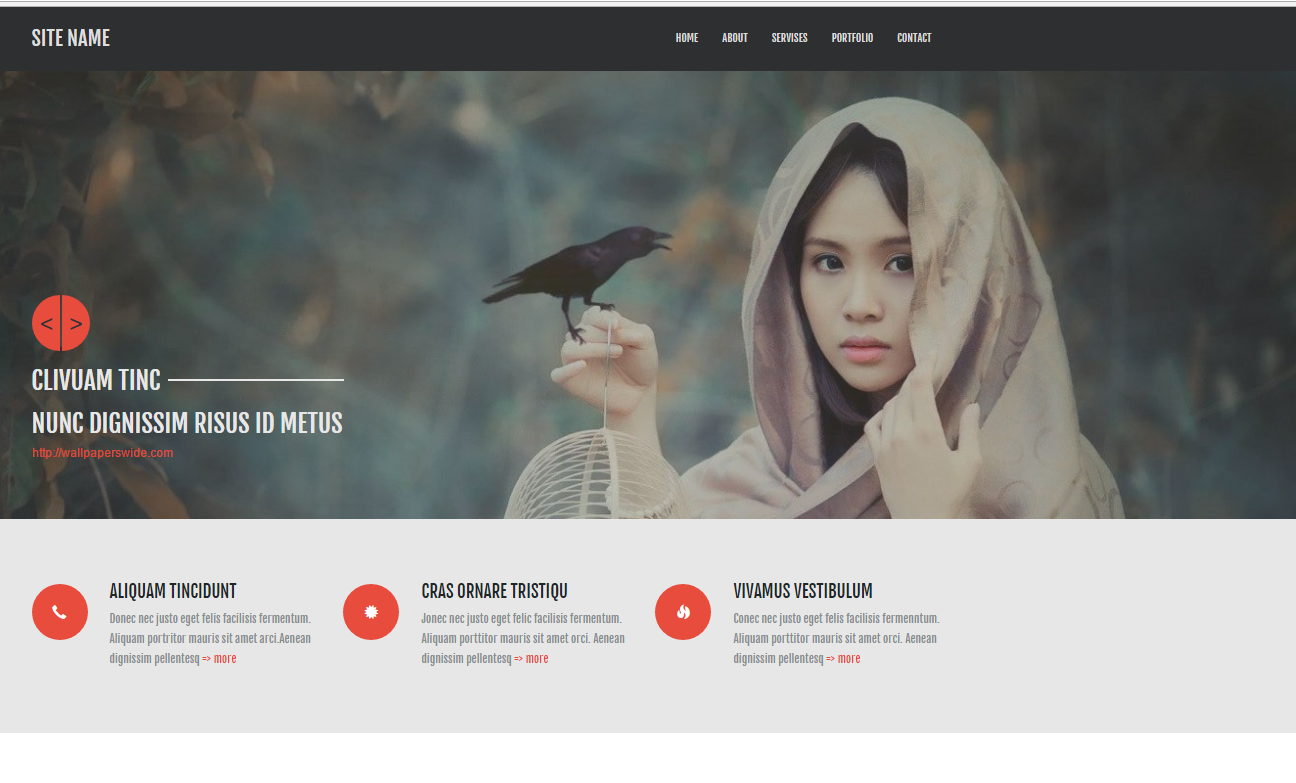 SITE NAME
HOME ABOUT SERVISES PORTFOLIO CONTACT
< >
CLIVUAM TINC
NUNC DIGNISSIM RISUS ID METUS
http://wallpaperswide.com
ALIQUAM TINCIDUNT
Donec nec justo eget felis facilisis fermentum.
Aliquam portritor mauris sit amet arci.Aenean
dignissim pellentesq => more
CRAS ORNARE TRISTIQU
Jonec nec justo eget felic facilisis fermentum.
Aliquam porttitor mauris sit amet orci. Aenean
dignissim pellentesq => more
VIVAMUS VESTIBULUM
Conec nec justo eget felis facilisis fermenntum.
Aliquam porttitor mauris sit amet orci. Aenean
dignissim pellentesq => more